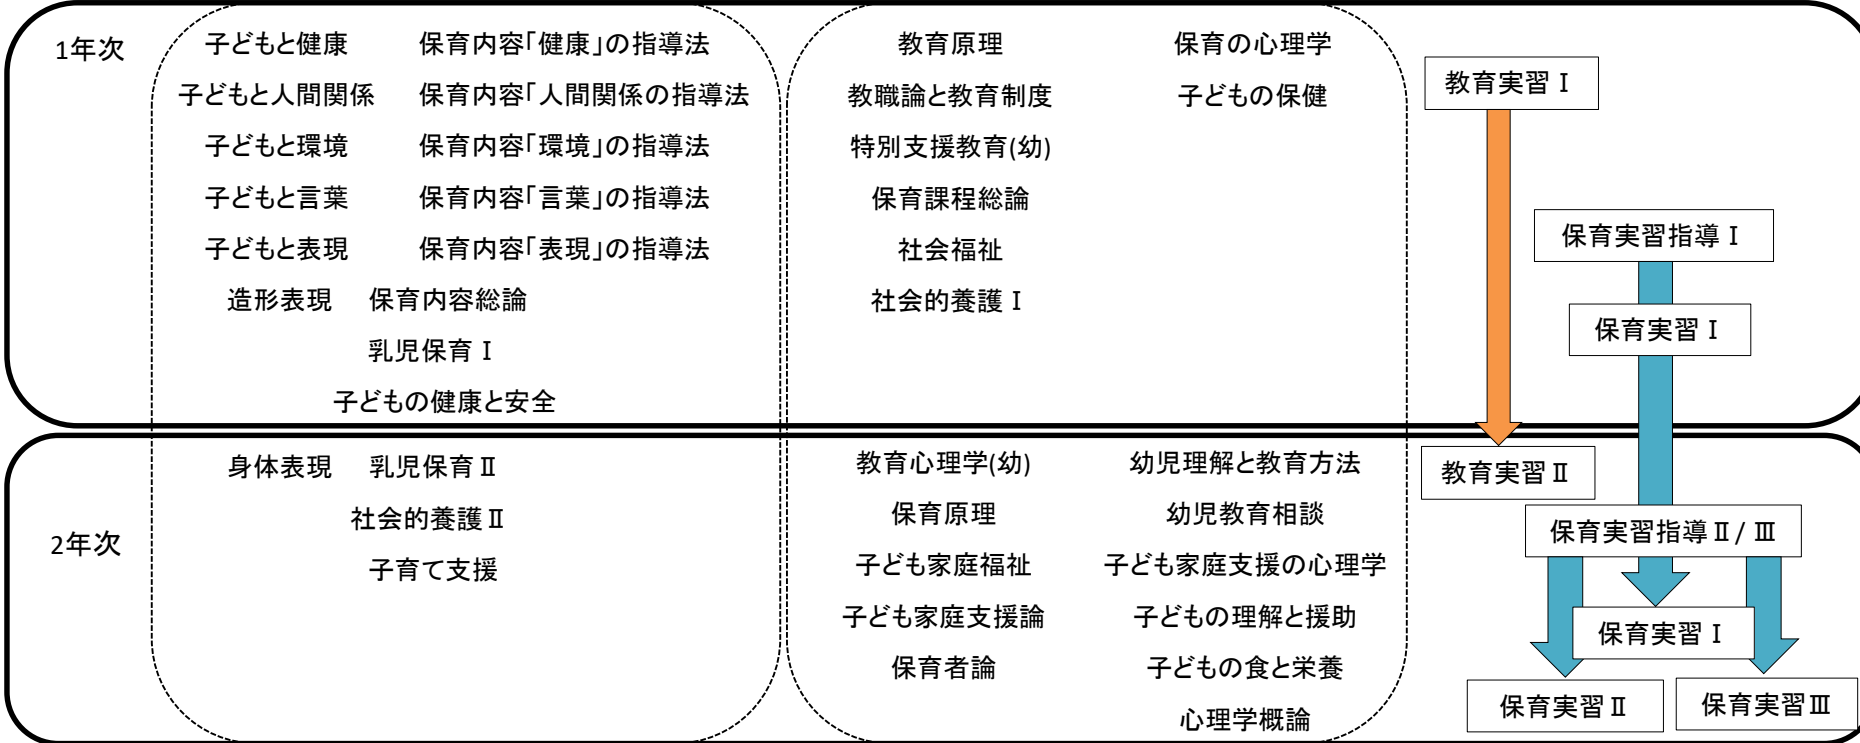 1年次
子どもと健康 保育内容「健康」の指導法
子どもと人間関係 保育内容「人間関係の指導法
子どもと環境 保育内容「環境」の指導法
子どもと言葉 保育内容「言葉」の指導法
子どもと表現 保育内容「表現」の指導法
造形表現 保育内容総論
乳児保育Ⅰ
子どもの健康と安全
教育原理 保育の心理学
教職論と教育制度 子どもの保健
特別支援教育(幼)
保育課程総論
社会福祉
社会的養護Ⅰ
教育実習Ⅰ
保育実習指導Ⅰ
保育実習Ⅰ
2年次
身体表現 乳児保育Ⅱ
社会的養護Ⅱ
子育て支援
教育心理学(幼) 幼児理解と教育方法
保育原理 幼児教育相談
子ども家庭福祉 子ども家庭支援の心理学
子ども家庭支援論 子どもの理解と援助
保育者論 子どもの食と栄養
心理学概論
教育実習Ⅱ
保育実習指導Ⅱ/Ⅲ
保育実習Ⅰ
保育実習Ⅱ
保育実習Ⅲ